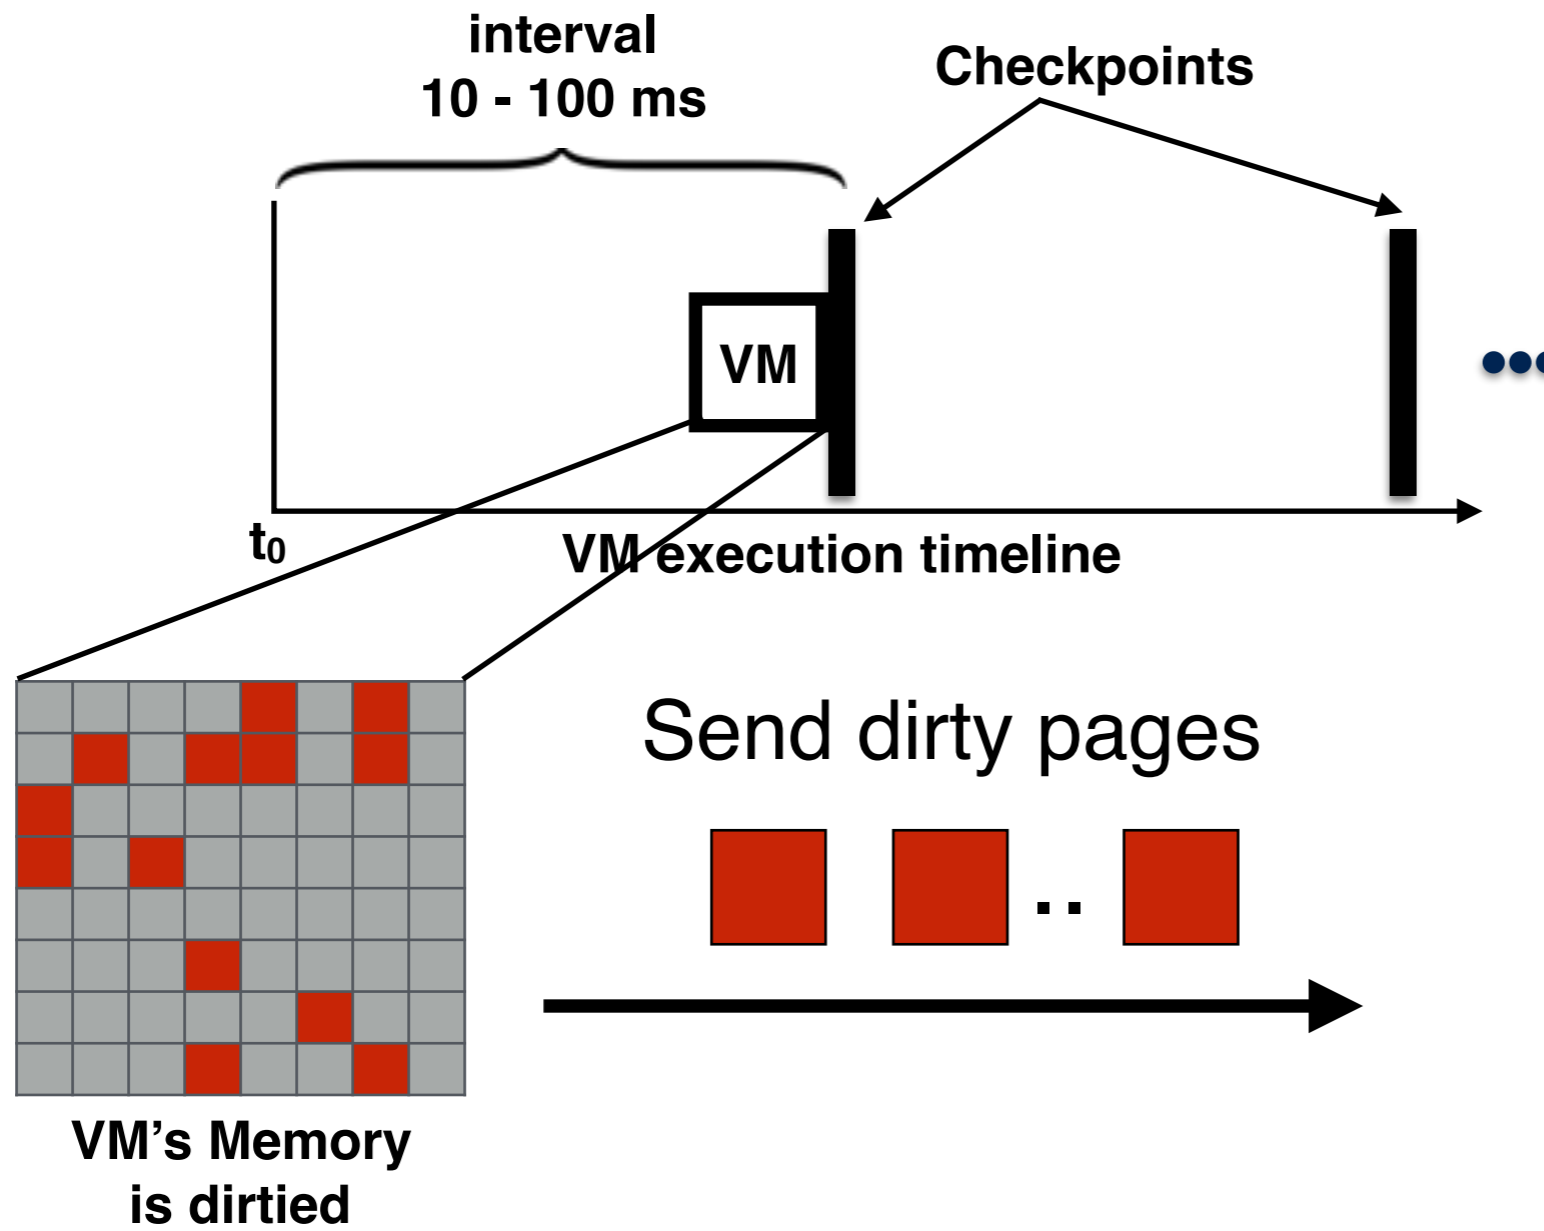 interval
10 - 100 ms
Checkpoints
VM
t₀
VM execution timeline
Send dirty pages
..
VM’s Memory
is dirtied